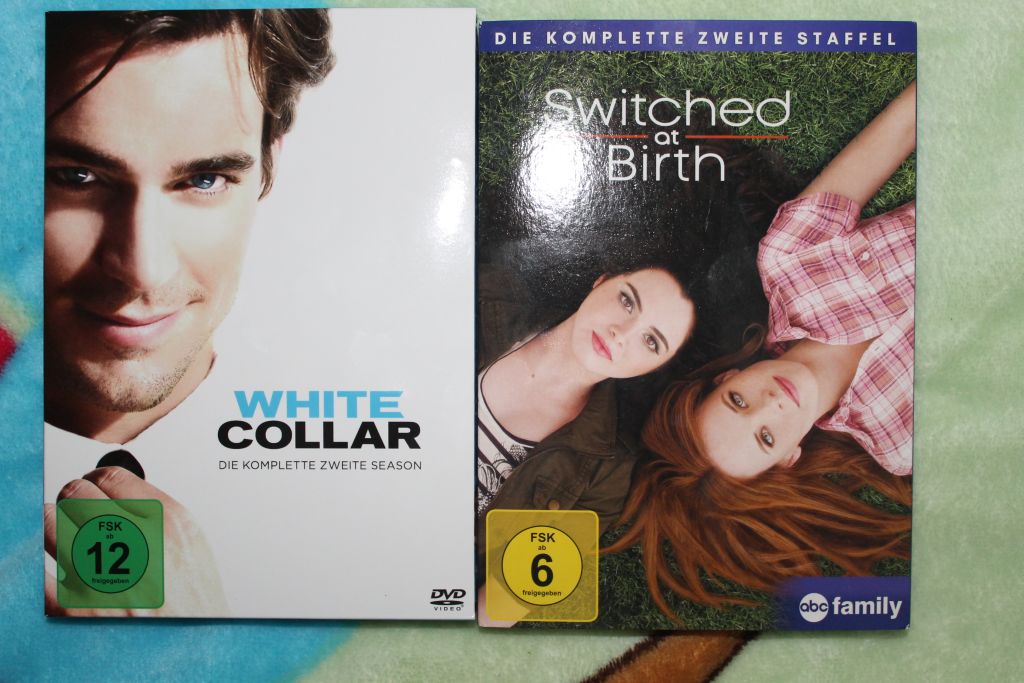 WHITE
COLLAR
DIE KOMPLETTE ZWEITE SEASON
FSK
ab
12
freigegeben
DVD
VIDEO
DIE KOMPLETTE ZWEITE STAFFEL
Switched
at
Birth
FSK
ab
6
freigegeben
abc family